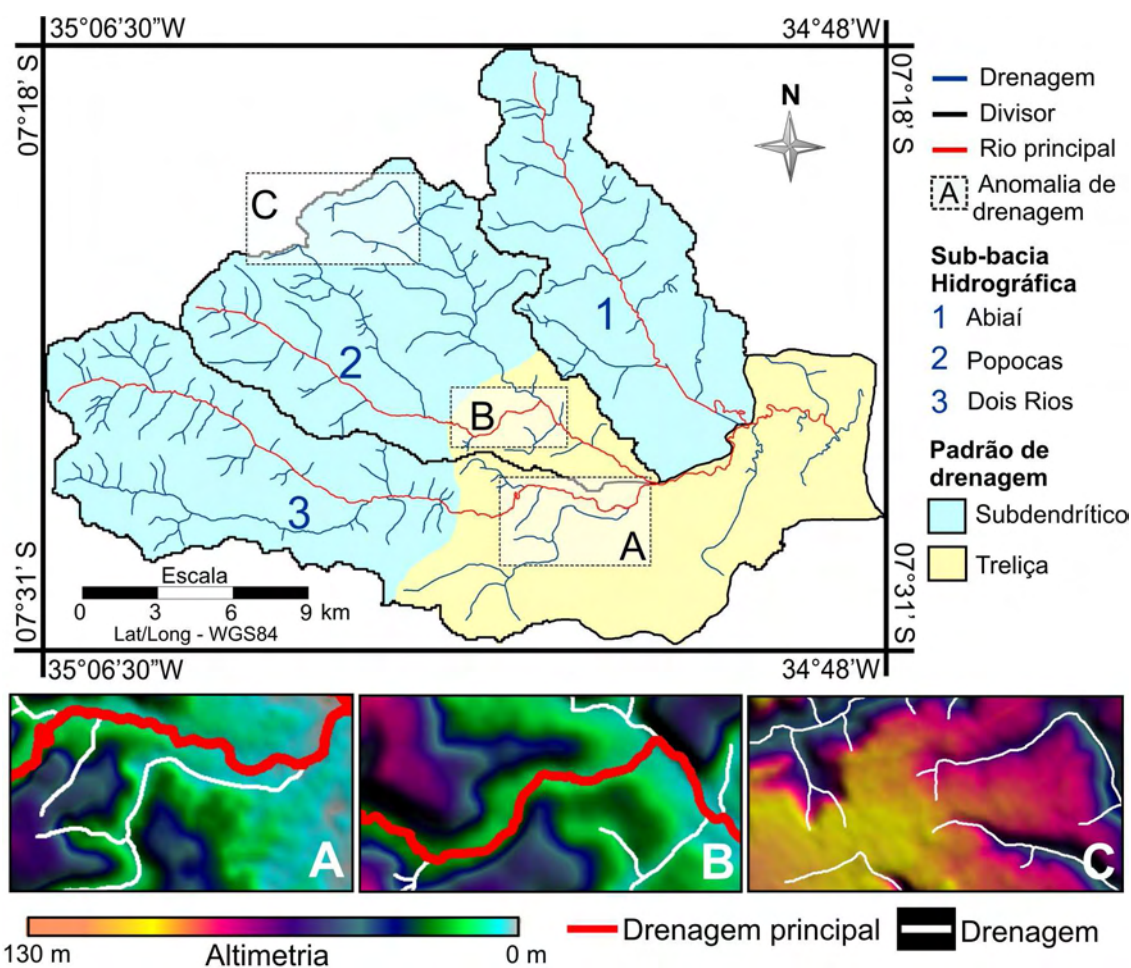 35°06'30"W
34°48'W
07°18' S
07°18' S
N
Drenagem
Divisor
Rio principal
A Anomalia de
drenagem
Sub-bacia
Hidrográfica
1 Abiaí
2 Popocas
3 Dois Rios
Padrão de
drenagem
Subdendrítico
Treliça
C
1
2
B
3
A
Escala
0 3 6 9 km
Lat/Long - WGS84
07°31' S
07°31' S
35°06'30"W
34°48'W
A
B
C
130 m Altimetria 0 m
Drenagem principal
Drenagem